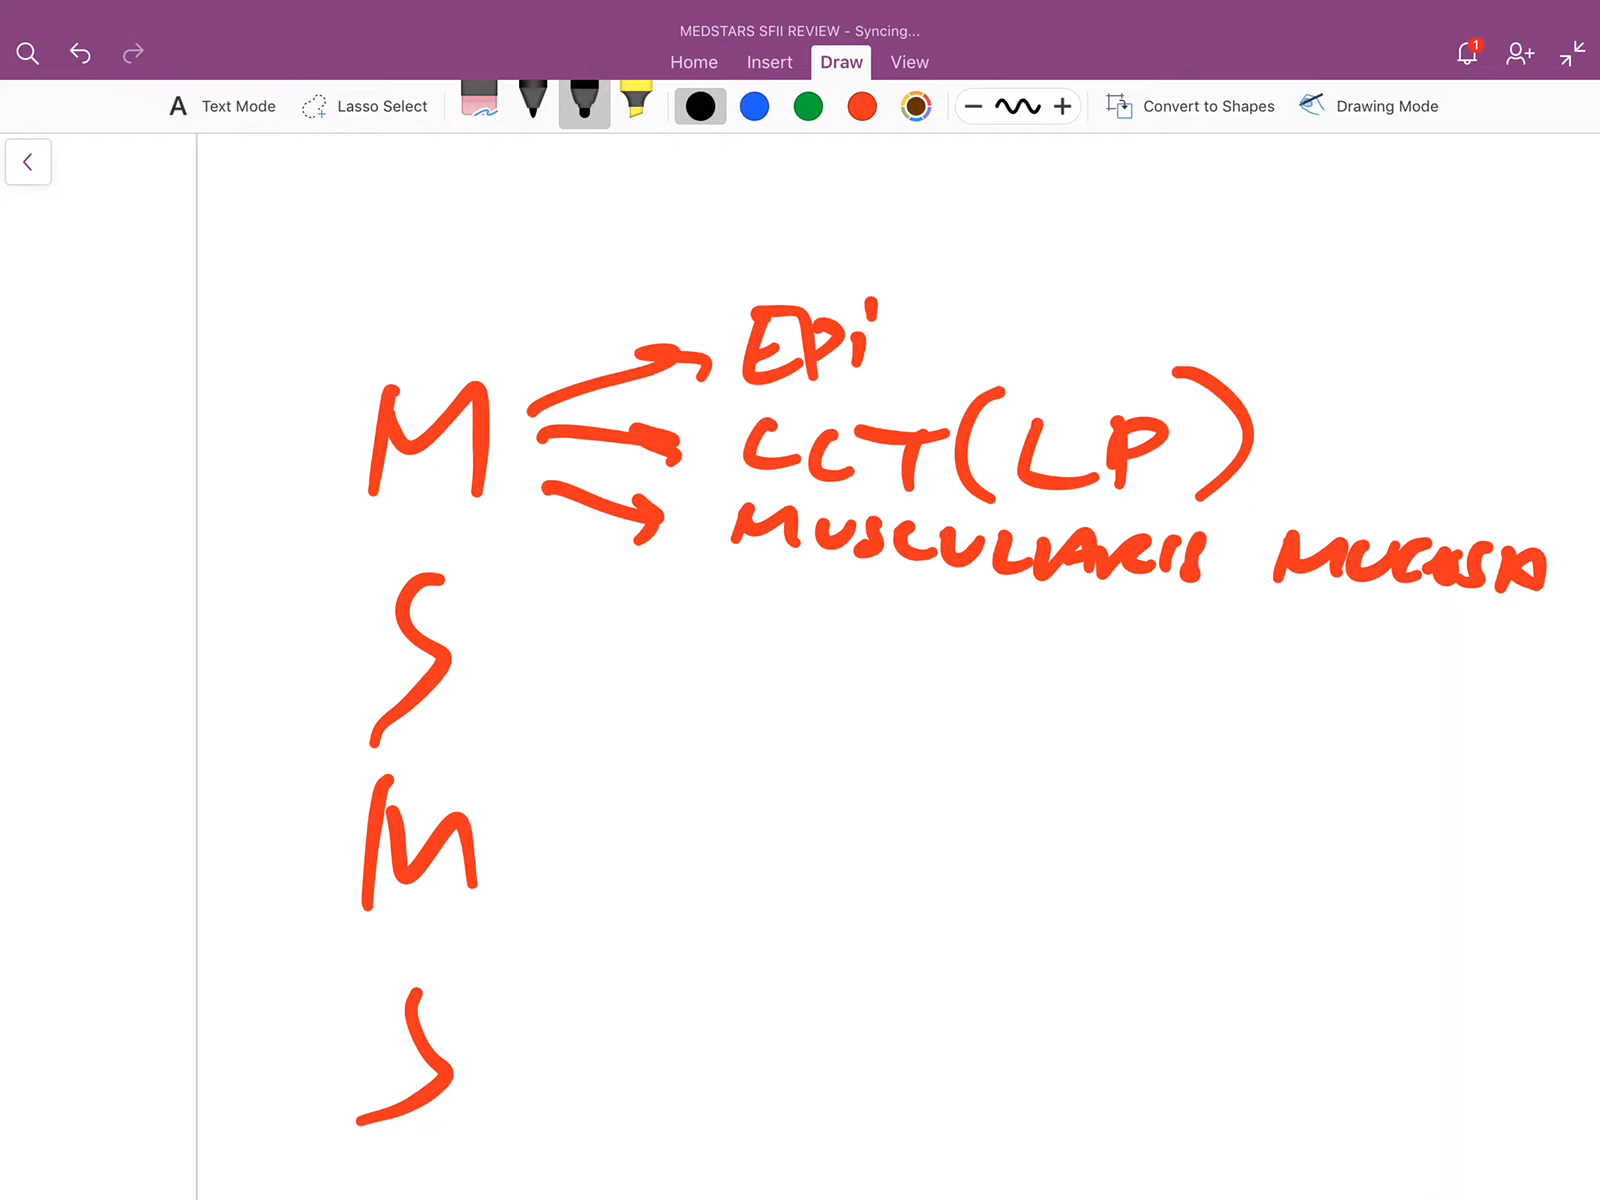 MEDSTARS SFII REVIEW - Syncing...
Home Insert Draw View
1
A Text Mode Lasso Select Convert to Shapes Drawing Mode
M
EPi
CCT (LP)
MUSCULARIS MUCOSA
S
M
S